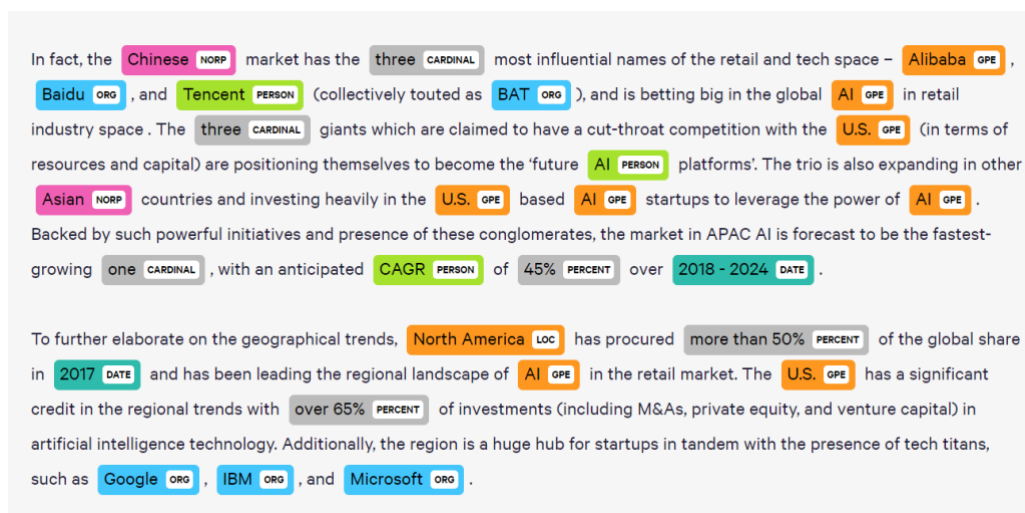 In fact, the Chinese NORP market has the three CARDINAL most influential names of the retail and tech space – Alibaba GPE ,
Baidu ORG , and Tencent PERSON (collectively touted as BAT ORG ), and is betting big in the global AI GPE in retail
industry space . The three CARDINAL giants which are claimed to have a cut-throat competition with the U.S. GPE (in terms of
resources and capital) are positioning themselves to become the ‘future AI PERSON platforms’. The trio is also expanding in other
Asian NORP countries and investing heavily in the U.S. GPE based AI GPE startups to leverage the power of AI GPE .
Backed by such powerful initiatives and presence of these conglomerates, the market in APAC AI is forecast to be the fastest-
growing one CARDINAL , with an anticipated CAGR PERSON of 45% PERCENT over 2018 - 2024 DATE .
To further elaborate on the geographical trends, North America LOC has procured more than 50% PERCENT of the global share
in 2017 DATE and has been leading the regional landscape of AI GPE in the retail market. The U.S. GPE has a significant
credit in the regional trends with over 65% PERCENT of investments (including M&As, private equity, and venture capital) in
artificial intelligence technology. Additionally, the region is a huge hub for startups in tandem with the presence of tech titans,
such as Google ORG , IBM ORG , and Microsoft ORG .